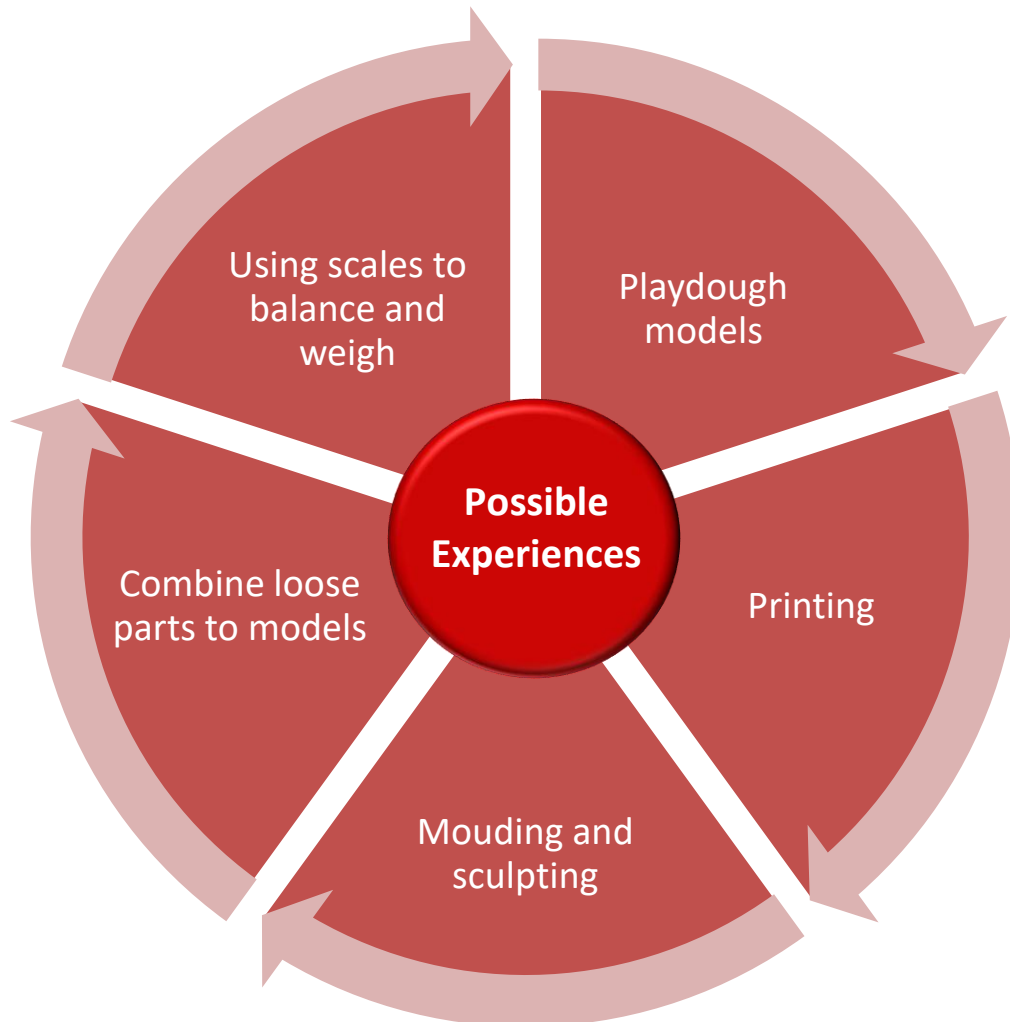 Possible
Experiences
Playdough
models
Printing
Mouding and
sculpting
Combine loose
parts to models
Using scales to
balance and
weigh